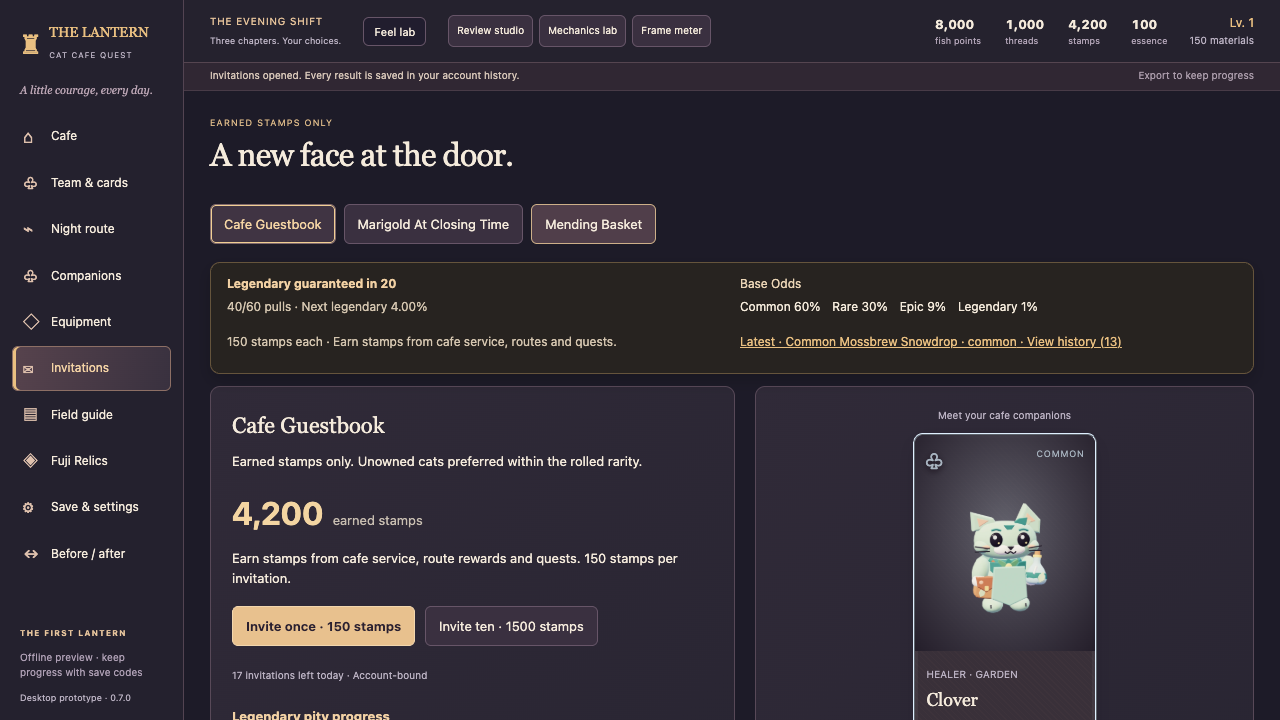 THE LANTERN
CAT CAFE QUEST
A little courage, every day.
Cafe
Team & cards
Night route
Companions
Equipment
Invitations
Field guide
Fuji Relics
Save & settings
Before / after
THE FIRST LANTERN
Offline preview · keep
progress with save codes
Desktop prototype · 0.7.0
THE EVENING SHIFT
Three chapters. Your choices.
Feel lab
Review studio
Mechanics lab
Frame meter
8,000
fish points
1,000
threads
4,200
stamps
100
essence
Lv. 1
150 materials
Invitations opened. Every result is saved in your account history.
Export to keep progress
EARNED STAMPS ONLY
A new face at the door.
Cafe Guestbook
Marigold At Closing Time
Mending Basket
Legendary guaranteed in 20
40/60 pulls · Next legendary 4.00%
150 stamps each · Earn stamps from cafe service, routes and quests.
Base Odds
Common 60% Rare 30% Epic 9% Legendary 1%
Latest · Common Mossbrew Snowdrop · common · View history (13)
Cafe Guestbook
Earned stamps only. Unowned cats preferred within the rolled rarity.
4,200 earned stamps
Earn stamps from cafe service, route rewards and quests. 150 stamps per
invitation.
Invite once · 150 stamps
Invite ten · 1500 stamps
17 invitations left today · Account-bound
Legendary pity progress
Meet your cafe companions
COMMON
HEALER · GARDEN
Clover